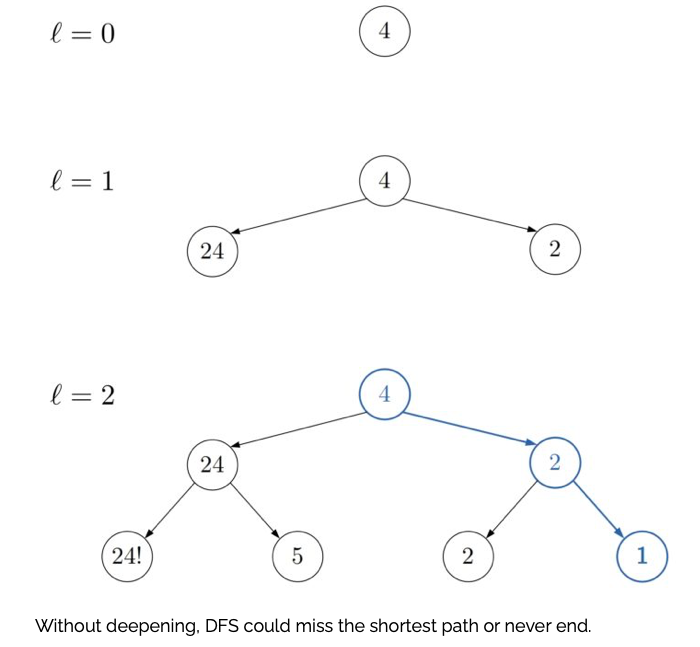 ℓ = 0
4
ℓ = 1
4
24
2
ℓ = 2
4
24
2
24!
5
2
1
Without deepening, DFS could miss the shortest path or never end.